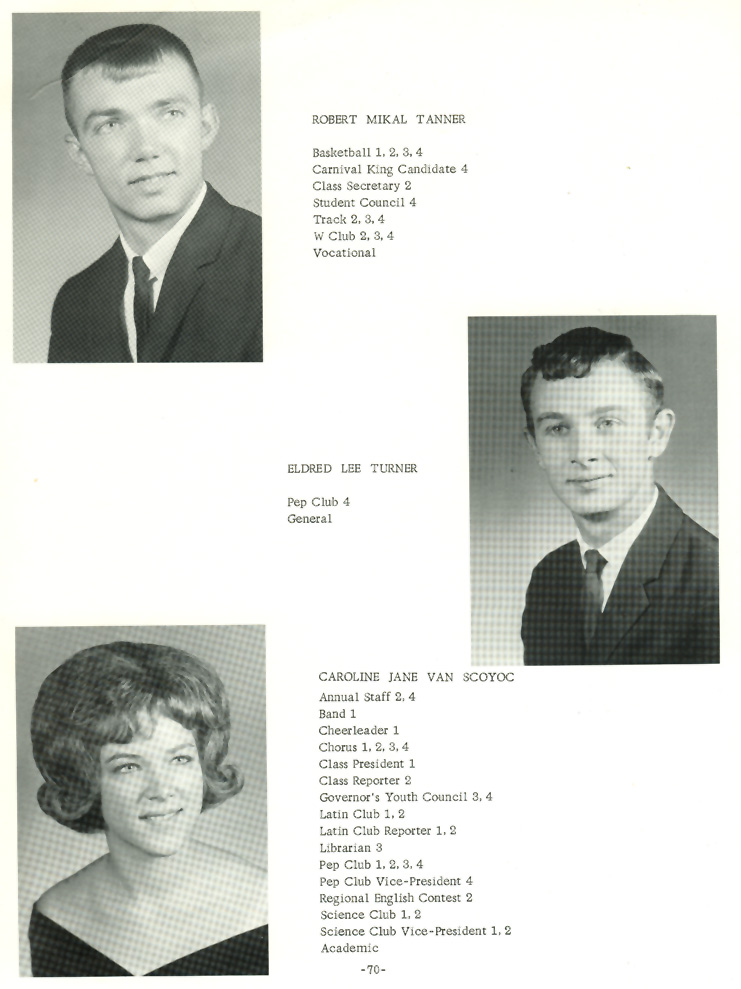 ROBERT MIKAL TANNER
Basketball 1, 2, 3, 4
Carnival King Candidate 4
Class Secretary 2
Student Council 4
Track 2, 3, 4
W Club 2, 3, 4
Vocational
ELDRED LEE TURNER
Pep Club 4
General
CAROLINE JANE VAN SCOYOC
Annual Staff 2, 4
Band 1
Cheerleader 1
Chorus 1, 2, 3, 4
Class President 1
Class Reporter 2
Governor's Youth Council 3, 4
Latin Club 1, 2
Latin Club Reporter 1, 2
Librarian 3
Pep Club 1, 2, 3, 4
Pep Club Vice-President 4
Regional English Contest 2
Science Club 1, 2
Science Club Vice-President 1, 2
Academic
-70-